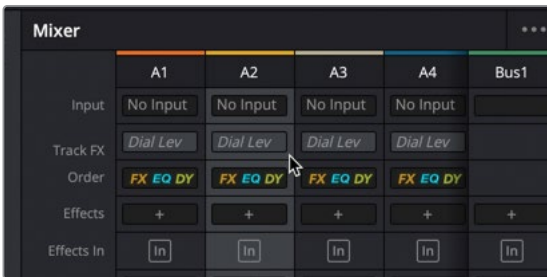 Mixer
A1 A2 A3 A4 Bus1
Input No Input No Input No Input No Input
Track FX Dial Lev Dial Lev Dial Lev Dial Lev
Order FX EQ DY FX EQ DY FX EQ DY FX EQ DY
Effects + + + + +
Effects In In In In In In